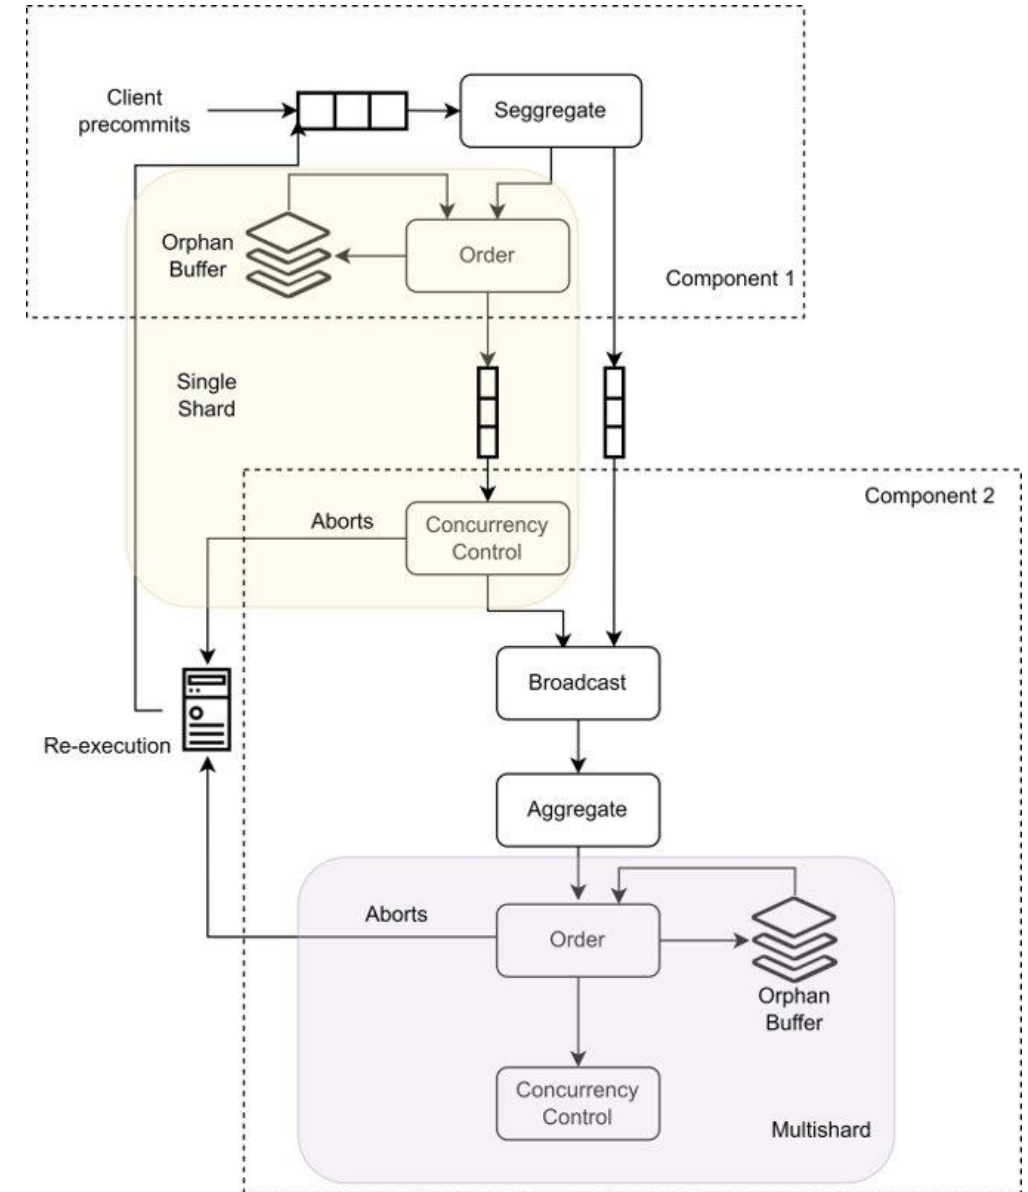 Client
precommits
Seggregate
Orphan
Buffer
Order
Component 1
Single
Shard
Component 2
Aborts
Concurrency
Control
Broadcast
Re-execution
Aggregate
Aborts
Order
Orphan
Buffer
Concurrency
Control
Multishard